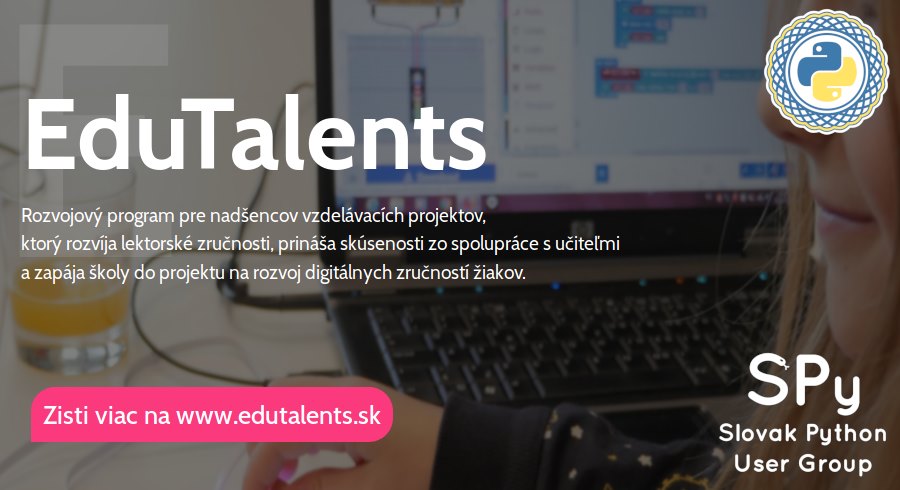 EduTalents
Rozvojový program pre nadšencov vzdelávacích projektov,
ktorý rozvíja lektorské zručnosti, prináša skúsenosti zo spolupráce s učiteľmi
a zapája školy do projektu na rozvoj digitálnych zručností žiakov.
Zisti viac na www.edutalents.sk
SPy
Slovak Python
User Group